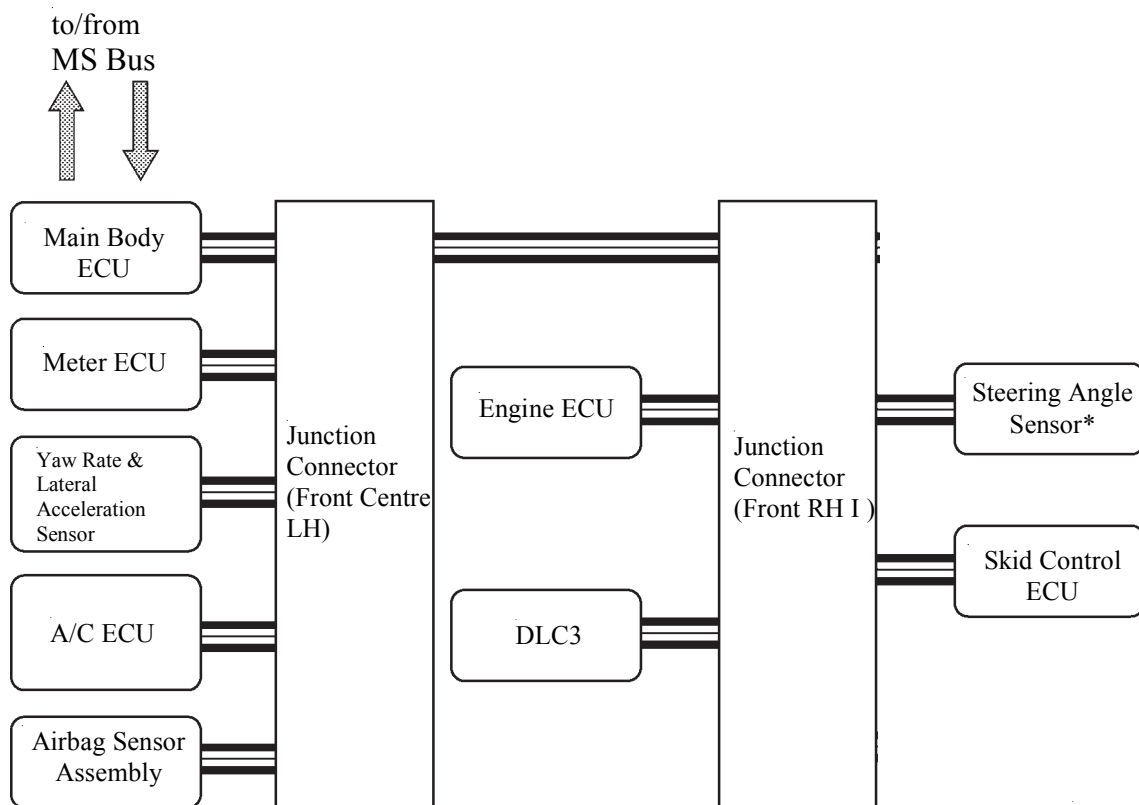 to/from
MS Bus
Main Body
ECU
Meter ECU
Yaw Rate &
Lateral
Acceleration
Sensor
A/C ECU
Airbag Sensor
Assembly
Junction
Connector
(Front Centre
LH)
Engine ECU
DLC3
Junction
Connector
(Front RH I )
Steering Angle
Sensor*
Skid Control
ECU